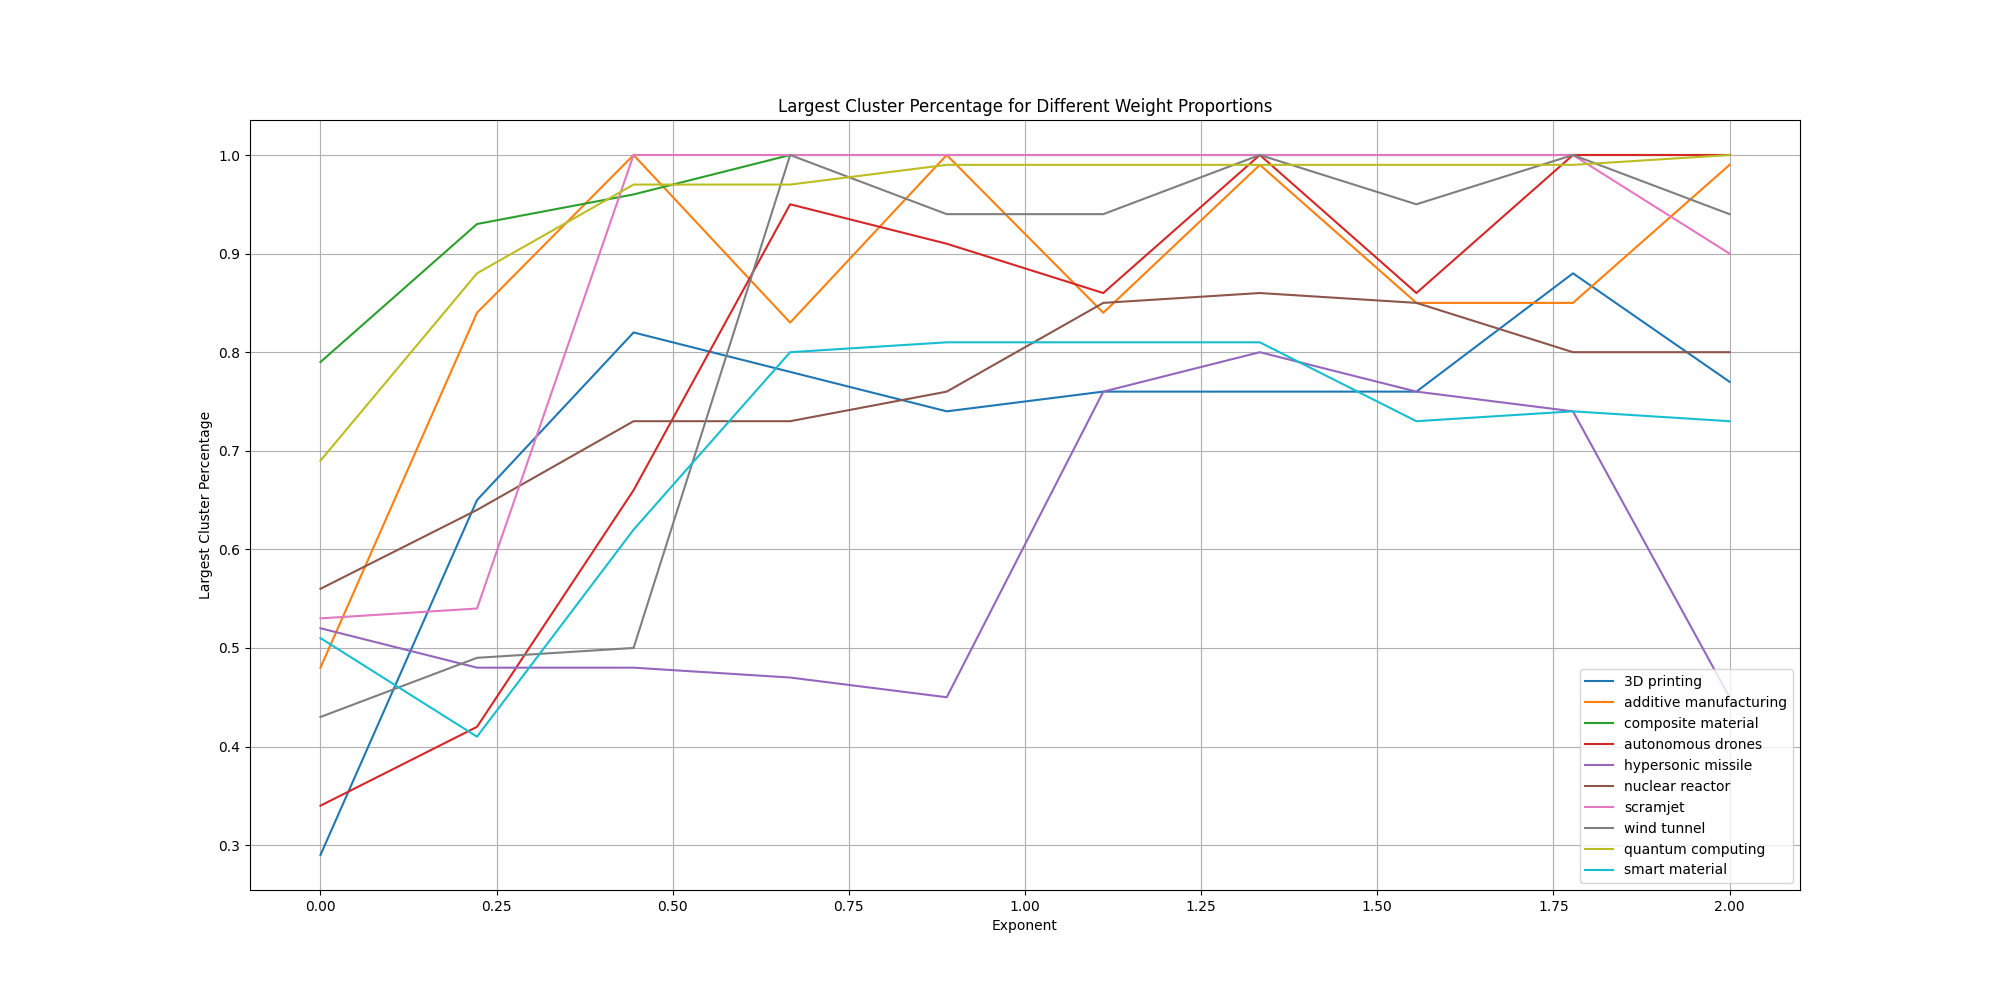 Largest Cluster Percentage for Different Weight Proportions
1.0
0.9
0.8
0.7
0.6
0.5
0.4
0.3
Largest Cluster Percentage
0.00 0.25 0.50 0.75 1.00 1.25 1.50 1.75 2.00
Exponent
3D printing
additive manufacturing
composite material
autonomous drones
hypersonic missile
nuclear reactor
scramjet
wind tunnel
quantum computing
smart material